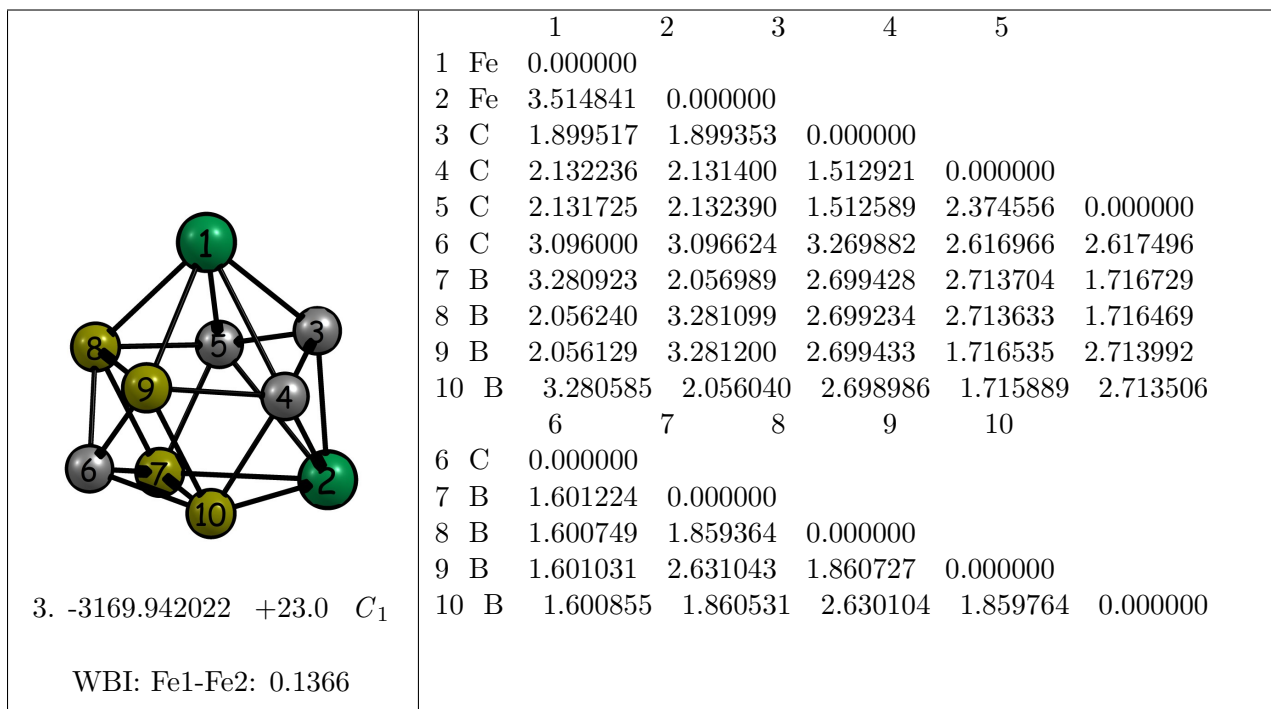 1
8
5
3
9
4
6
7
2
10
3. -3169.942022 +23.0 C1
WBI: Fe1-Fe2: 0.1366
1 2 3 4 5
1 Fe 0.000000
2 Fe 3.514841 0.000000
3 C 1.899517 1.899353 0.000000
4 C 2.132236 2.131400 1.512921 0.000000
5 C 2.131725 2.132390 1.512589 2.374556 0.000000
6 C 3.096000 3.096624 3.269882 2.616966 2.617496
7 B 3.280923 2.056989 2.699428 2.713704 1.716729
8 B 2.056240 3.281099 2.699234 2.713633 1.716469
9 B 2.056129 3.281200 2.699433 1.716535 2.713992
10 B 3.280585 2.056040 2.698986 1.715889 2.713506
6 7 8 9 10
6 C 0.000000
7 B 1.601224 0.000000
8 B 1.600749 1.859364 0.000000
9 B 1.601031 2.631043 1.860727 0.000000
10 B 1.600855 1.860531 2.630104 1.859764 0.000000